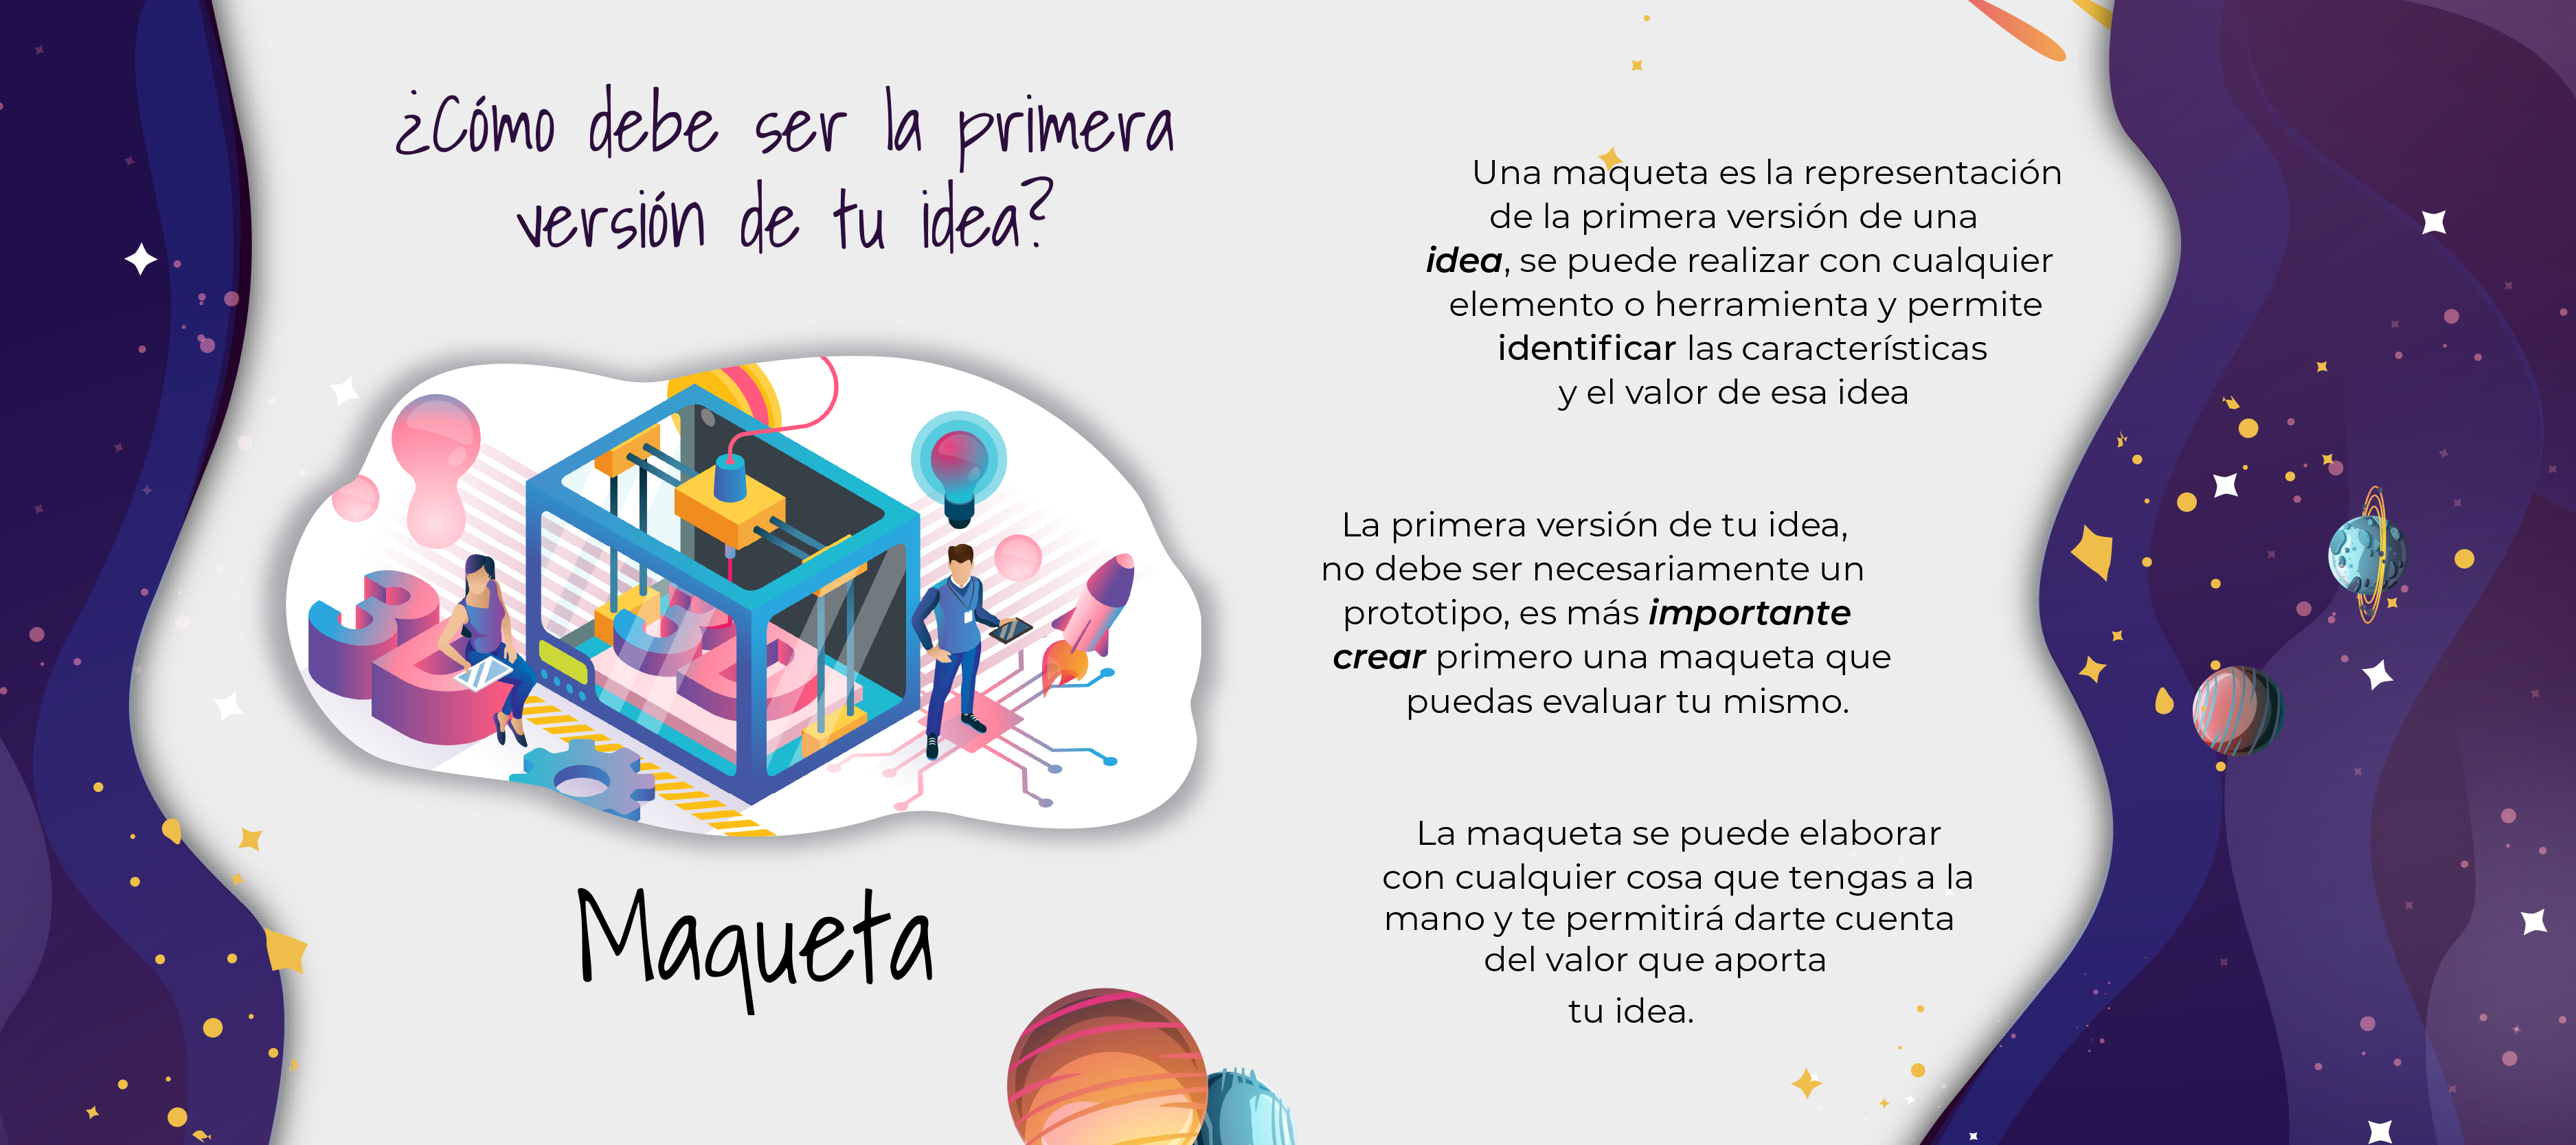 ¿Cómo debe ser la primera
versión de tu idea?
Maqueta
Una maqueta es la representación
de la primera versión de una
idea, se puede realizar con cualquier
elemento o herramienta y permite
identificar las características
y el valor de esa idea
La primera versión de tu idea,
no debe ser necesariamente un
prototipo, es más importante
crear primero una maqueta que
puedas evaluar tu mismo.
La maqueta se puede elaborar
con cualquier cosa que tengas a la
mano y te permitirá darte cuenta
del valor que aporta
tu idea.
3D
3D